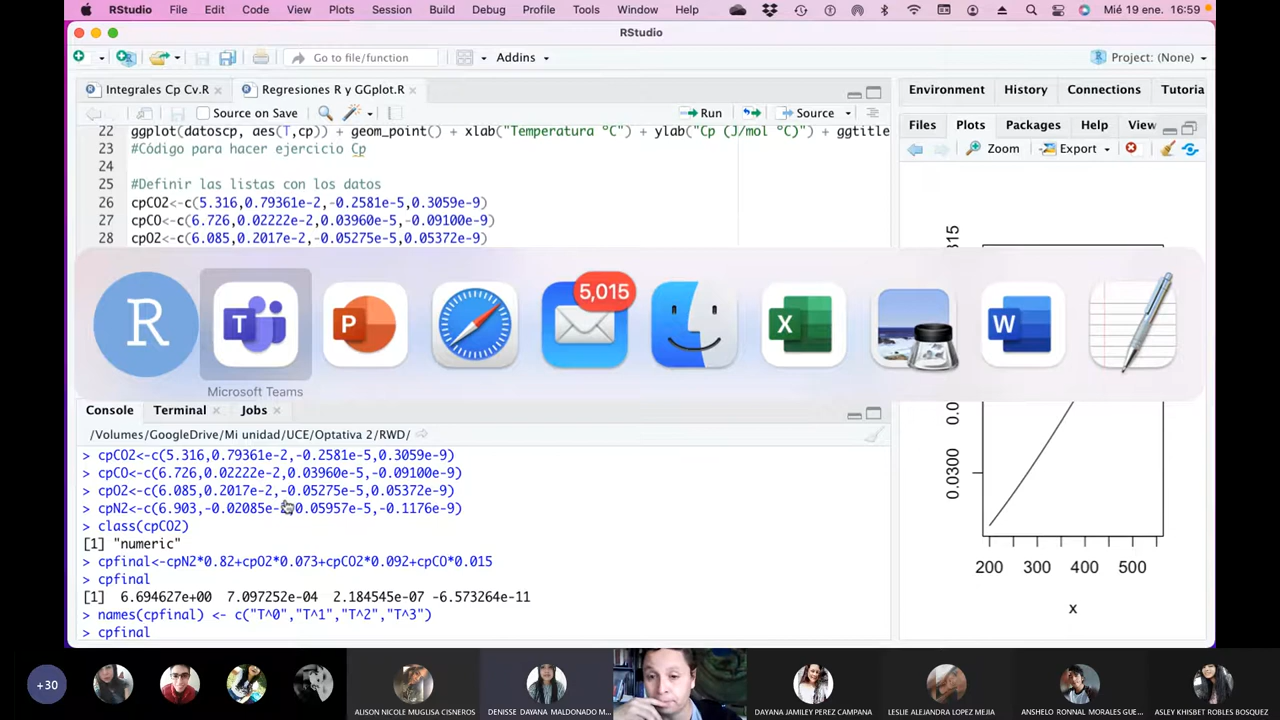 RStudio File Edit Code View Plots Session Build Debug Profile Tools Window Help Mié 19 ene. 16:59
RStudio
Go to file/function Addins Project: (None)
Integrales Cp Cv.R Regresiones R y GGplot.R
Source on Save Run Source
22 ggplot(datoscp, aes(T,cp)) + geom_point() + xlab("Temperatura ºC") + ylab("Cp (J/mol ºC)") + ggtitle
23 #Código para hacer ejercicio Cp
24
25 #Definir las listas con los datos
26 cpCO2<-c(5.316,0.79361e-2,-0.2581e-5,0.3059e-9)
27 cpCO<-c(6.726,0.02222e-2,0.03960e-5,-0.09100e-9)
28 cpO2<-c(6.085,0.2017e-2,-0.05275e-5,0.05372e-9)
Environment History Connections Tutoria
Files Plots Packages Help View
Zoom Export
315
0.0
0.0300
200 300 400 500
x
R T P 5,015 X W
Microsoft Teams
Console Terminal Jobs
/Volumes/GoogleDrive/Mi unidad/UCE/Optativa 2/RWD/
> cpCO2<-c(5.316,0.79361e-2,-0.2581e-5,0.3059e-9)
> cpCO<-c(6.726,0.02222e-2,0.03960e-5,-0.09100e-9)
> cpO2<-c(6.085,0.2017e-2,-0.05275e-5,0.05372e-9)
> cpN2<-c(6.903,-0.02085e- 0.05957e-5,-0.1176e-9)
> class(cpCO2)
[1] "numeric"
> cpfinal<-cpN2*0.82+cpO2*0.073+cpCO2*0.092+cpCO*0.015
> cpfinal
[1] 6.694627e+00 7.097252e-04 2.184545e-07 -6.573264e-11
> names(cpfinal) <- c("T^0","T^1","T^2","T^3")
> cpfinal
+30 ALISON NICOLE MUGLISA CISNEROS DENISSE DAYANA MALDONADO M... DAYANA JAMILEY PEREZ CAMPANA LESLIE ALEJANDRA LOPEZ MEJIA ANSHELO RONNAL MORALES GUE... ASLEY KHISBET ROBLES BOSQUEZ